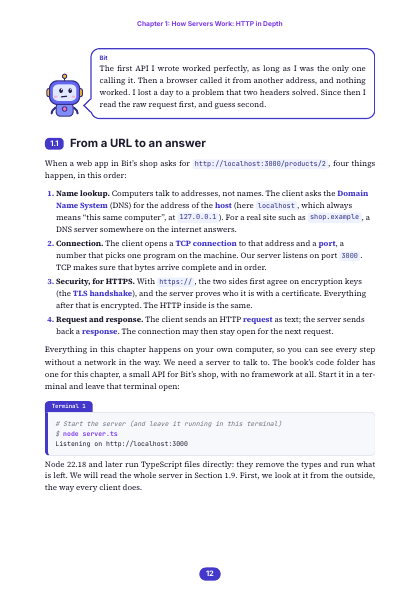 Chapter 1: How Servers Work: HTTP in Depth
Bit
The first API I wrote worked perfectly, as long as I was the only one
calling it. Then a browser called it from another address, and nothing
worked. I lost a day to a problem that two headers solved. Since then I
read the raw request first, and guess second.
1.1 From a URL to an answer
When a web app in Bit's shop asks for http://localhost:3000/products/2, four things
happen, in this order:
1. Name lookup. Computers talk to addresses, not names. The client asks the Domain
Name System (DNS) for the address of the host (here localhost, which always
means “this same computer”, at 127.0.0.1). For a real site such as shop.example, a
DNS server somewhere on the internet answers.
2. Connection. The client opens a TCP connection to that address and a port, a
number that picks one program on the machine. Our server listens on port 3000.
TCP makes sure that bytes arrive complete and in order.
3. Security, for HTTPS. With https://, the two sides first agree on encryption keys
(the TLS handshake), and the server proves who it is with a certificate. Everything
after that is encrypted. The HTTP inside is the same.
4. Request and response. The client sends an HTTP request as text; the server sends
back a response. The connection may then stay open for the next request.
Everything in this chapter happens on your own computer, so you can see every step
without a network in the way. We need a server to talk to. The book's code folder has
one for this chapter, a small API for Bit's shop, with no framework at all. Start it in a ter-
minal and leave that terminal open:
Terminal 1
# Start the server (and leave it running in this terminal)
$ node server.ts
Listening on http://localhost:3000
Node 22.18 and later run TypeScript files directly: they remove the types and run what
is left. We will read the whole server in Section 1.9. First, we look at it from the outside,
the way every client does.
12